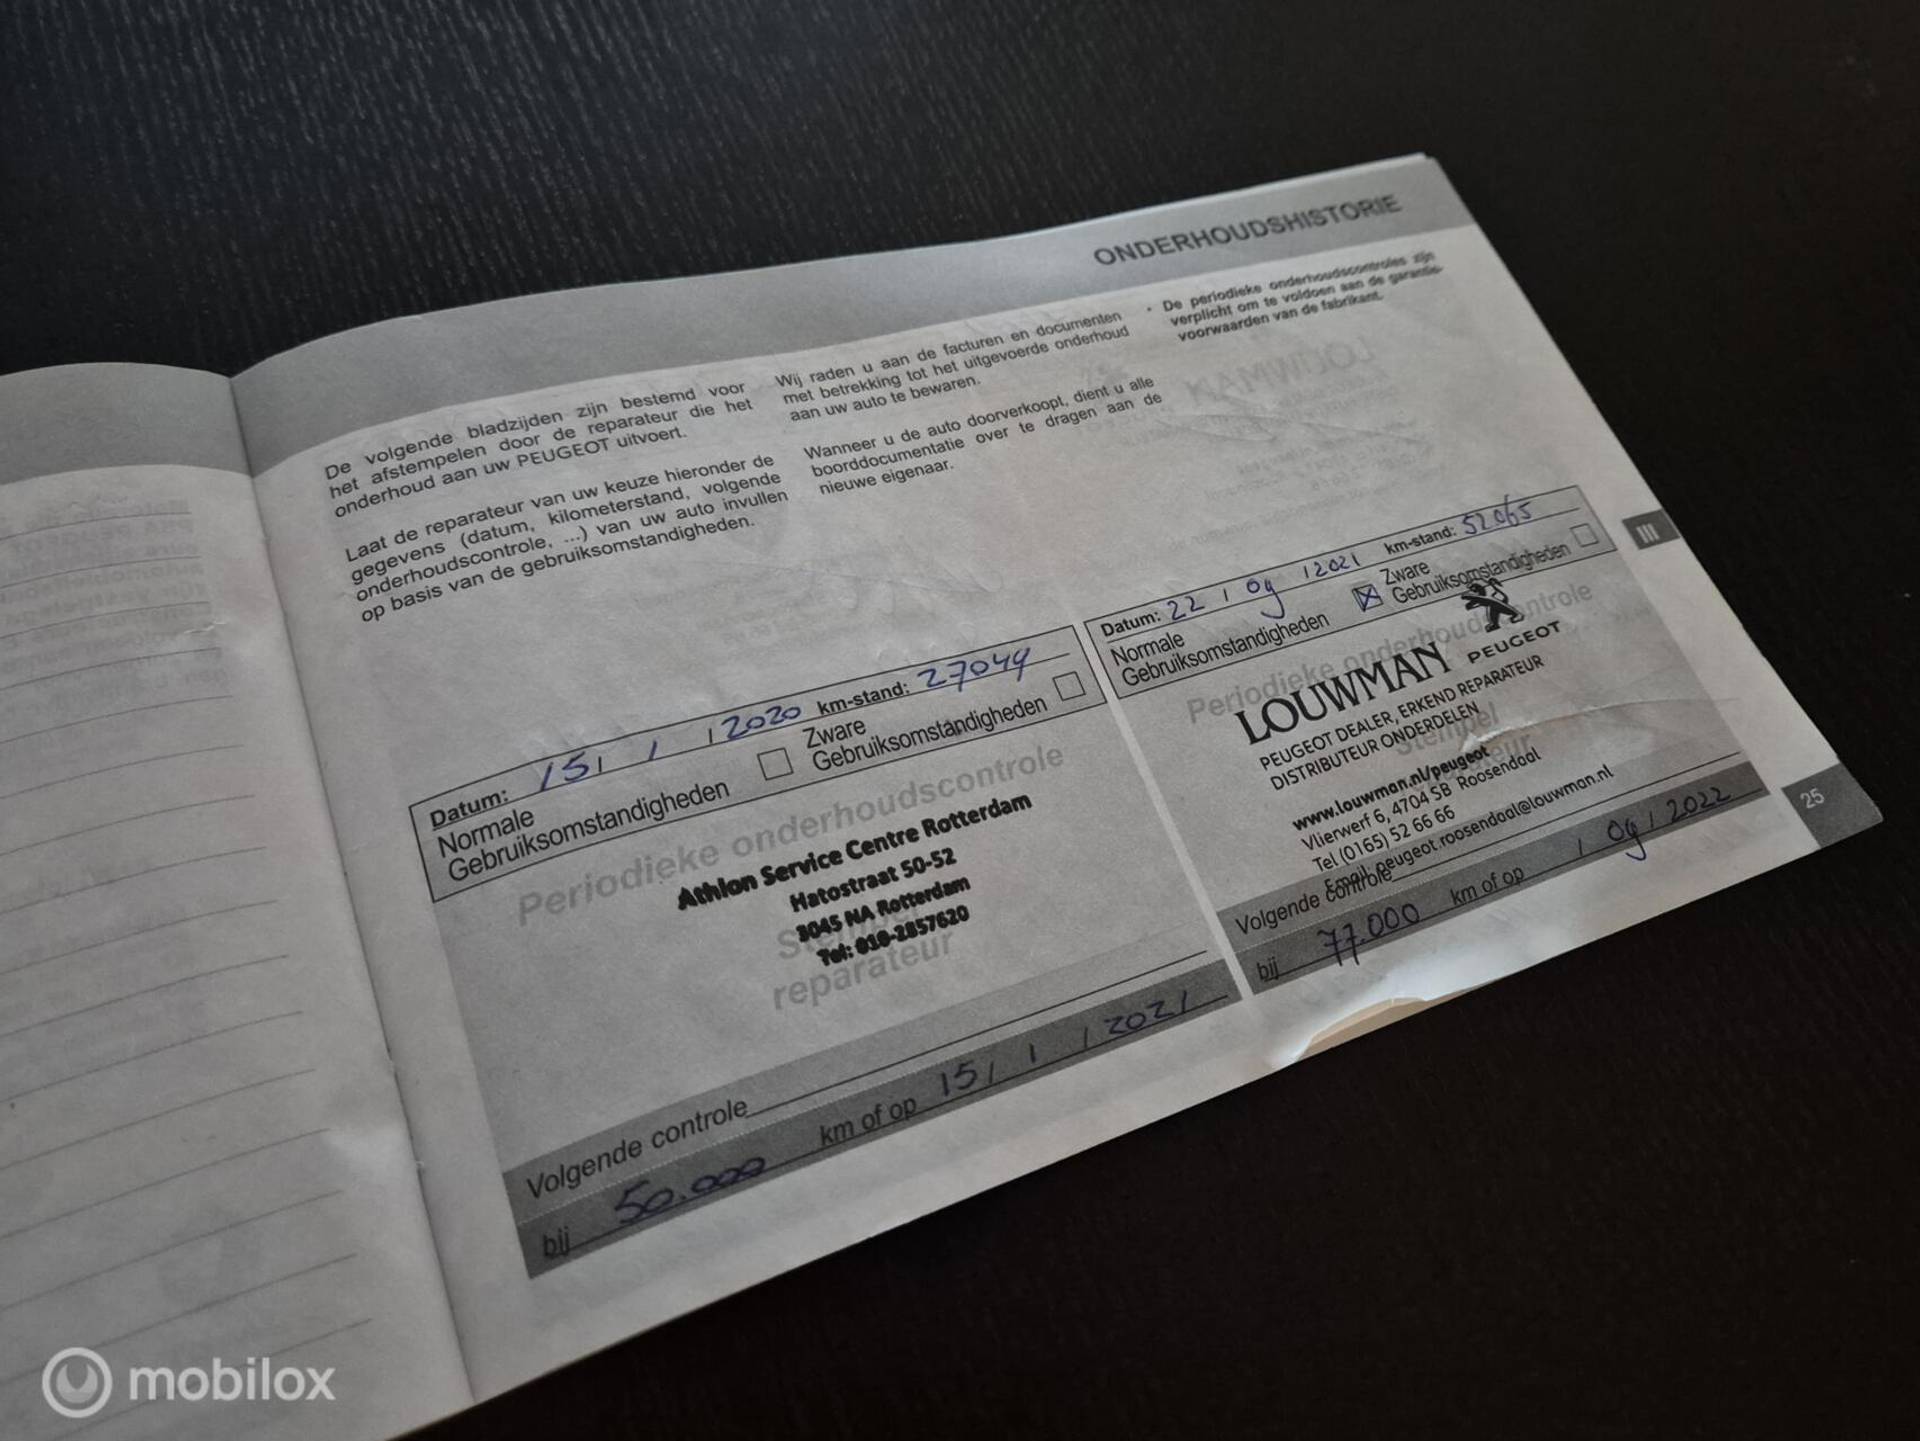 ONDERHOUDSHISTORIE
De volgende bladzijden zijn bestemd voor
het afstempelen door de reparateur die het
onderhoud aan uw PEUGEOT uitvoert.
Laat de reparateur van uw keuze hieronder de
gegevens (datum, kilometerstand, volgende
onderhoudscontrole, ...) van uw auto invullen
op basis van de gebruiksomstandigheden.
Wij raden u aan de facturen en documenten
met betrekking tot het uitgevoerde onderhoud
aan uw auto te bewaren.
Wanneer u de auto doorverkoopt, dient u alle
boorddocumentatie over te dragen aan de
nieuwe eigenaar.
• De periodieke onderhoudscontroles zijn
verplicht om te voldoen aan de garantie-
voorwaarden van de fabrikant.
Datum: 15 / 1 / 2020 km-stand: 27049
Normale
Gebruiksomstandigheden
Zware
Gebruiksomstandigheden
Periodieke onderhoudscontrole
Athlon Service Centre Rotterdam
Hatostraat 50-52
3045 NA Rotterdam
Tel: 010-2857620
Stempel
reparateur
Volgende controle
bij 50.000 km of op 15 / 1 / 2021
Datum: 22 / 09 / 2021 km-stand: 52065
Normale
Gebruiksomstandigheden
Zware
Gebruiksomstandigheden
Periodieke onderhoudscontrole
PEUGEOT
LOUWMAN
PEUGEOT DEALER, ERKEND REPARATEUR
DISTRIBUTEUR ONDERDELEN
Stempel
www.louwman.nl/peugeot
Vlierwerf 6, 4704 SB Roosendaal
Tel (0165) 52 66 66
Email peugeot.roosendaal@louwman.nl
Volgende controle
bij 77.000 km of op / 09 / 2022
III
25
mobilox